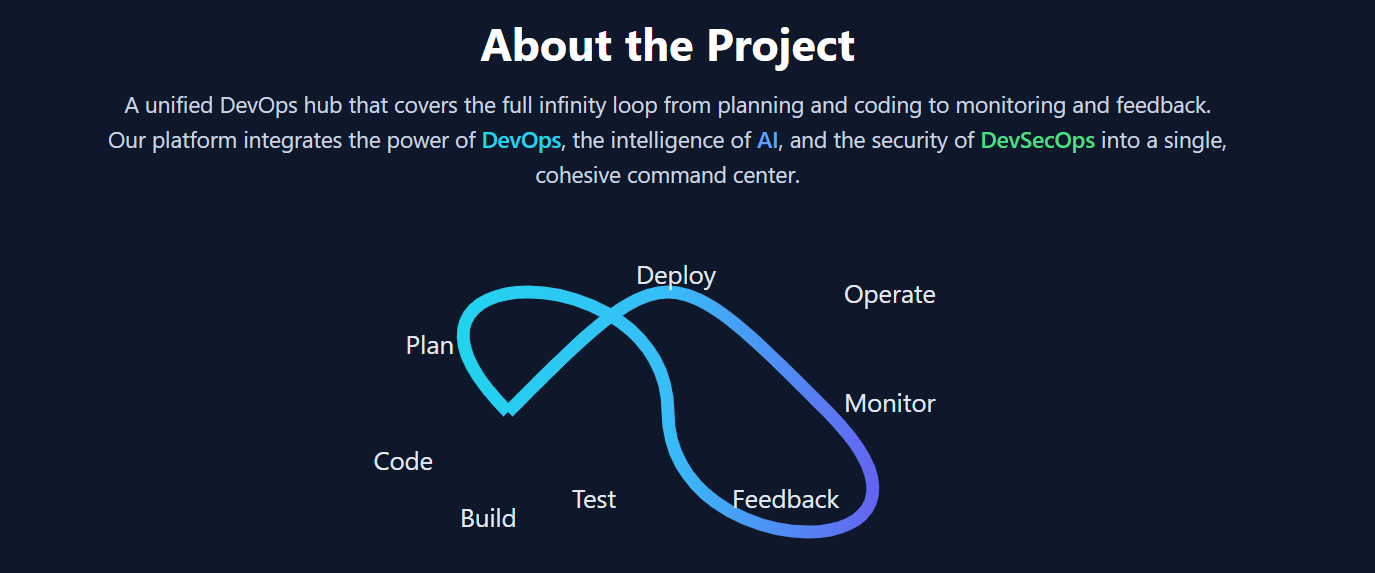 About the Project
A unified DevOps hub that covers the full infinity loop from planning and coding to monitoring and feedback.
Our platform integrates the power of DevOps, the intelligence of AI, and the security of DevSecOps into a single,
cohesive command center.
Deploy
Operate
Plan
Monitor
Code
Test
Feedback
Build